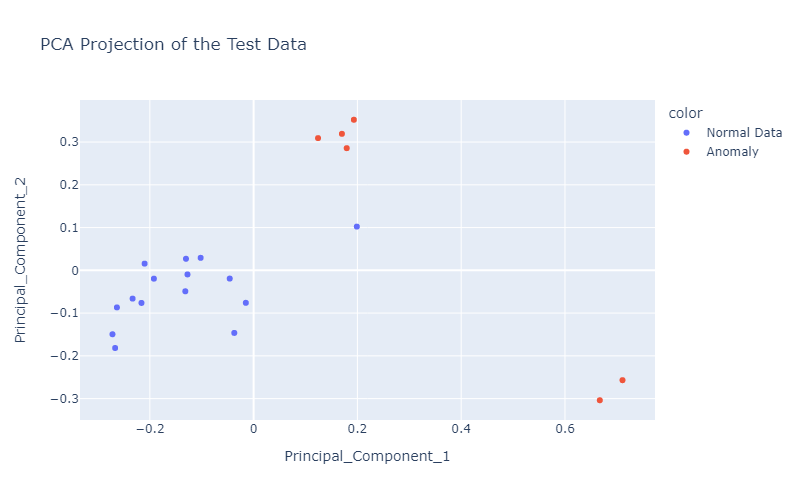 PCA Projection of the Test Data
color
Normal Data
Anomaly
Principal_Component_2
0.3
0.2
0.1
0
−0.1
−0.2
−0.3
−0.2
0
0.2
0.4
0.6
Principal_Component_1